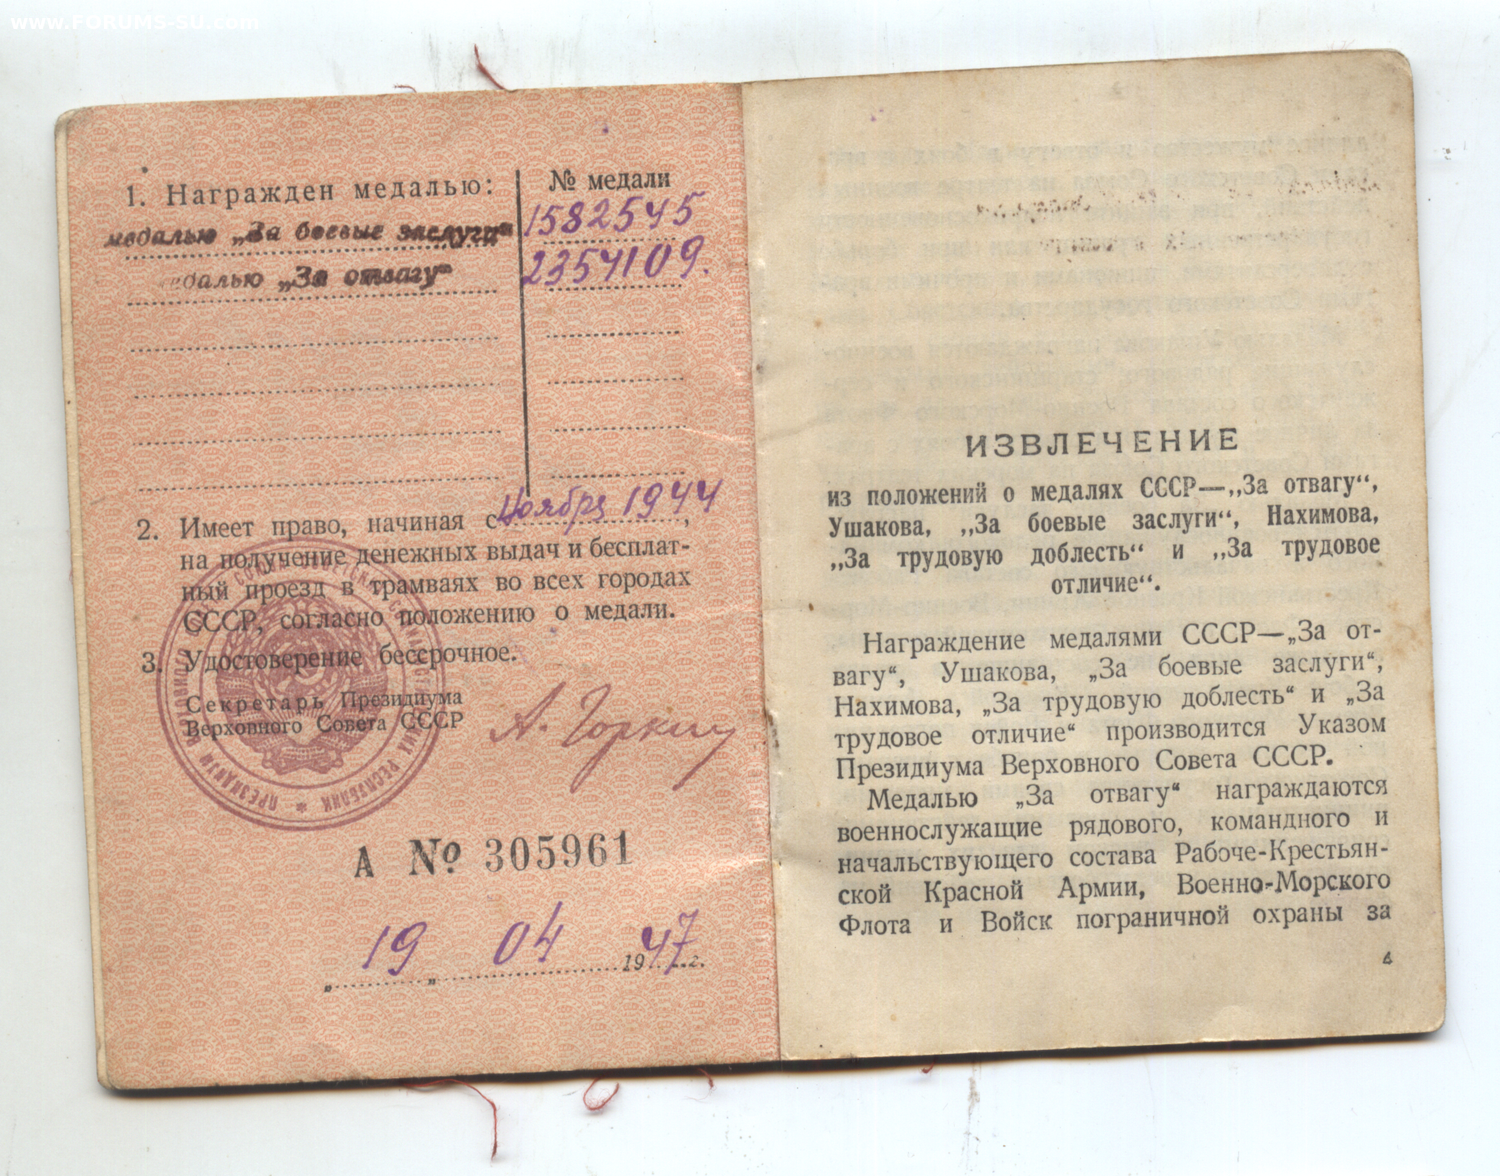 www.FORUMS-SU.com
1. Награжден медалью:
№ медали
медалью „За боевые заслуги“
1582545
медалью „За отвагу“
2354109.
2. Имеет право, начиная с Ноября 1944,
на получение денежных выдач и бесплат-
ный проезд в трамваях во всех городах
СССР, согласно положению о медали.
3. Удостоверение бессрочное.
Секретарь Президиума
Верховного Совета СССР
А. Горкин
ПРЕЗИДИУМ ВЕРХОВНОГО РЕСПУБЛИК
А № 305961
„19“ 04 1947 г.
ИЗВЛЕЧЕНИЕ
из положений о медалях СССР—„За отвагу“,
Ушакова, „За боевые заслуги“, Нахимова,
„За трудовую доблесть“ и „За трудовое
отличие“.
Награждение медалями СССР—„За от-
вагу“, Ушакова, „За боевые заслуги“,
Нахимова, „За трудовую доблесть“ и „За
трудовое отличие“ производится Указом
Президиума Верховного Совета СССР.
Медалью „За отвагу“ награждаются
военнослужащие рядового, командного и
начальствующего состава Рабоче-Крестьян-
ской Красной Армии, Военно-Морского
Флота и Войск пограничной охраны за
4